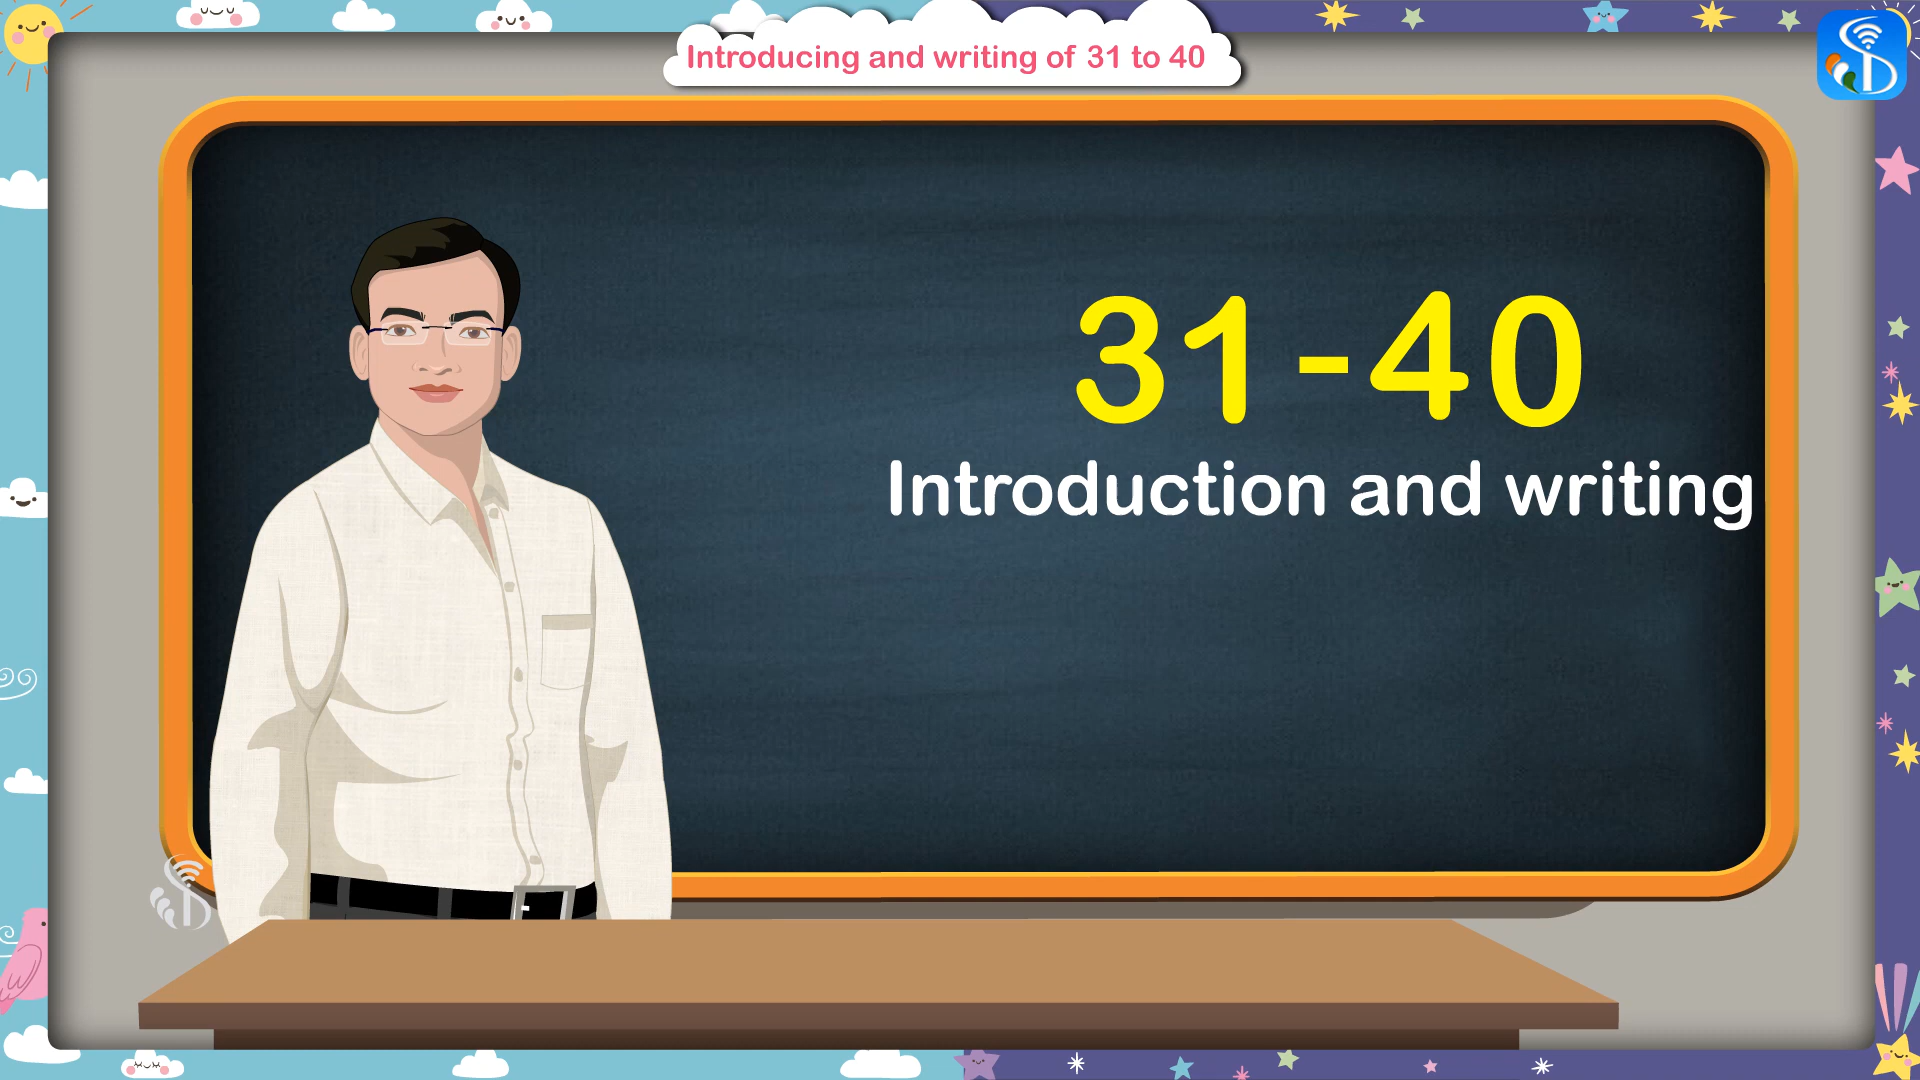 Introducing and writing of 31 to 40
31-40
Introduction and writing